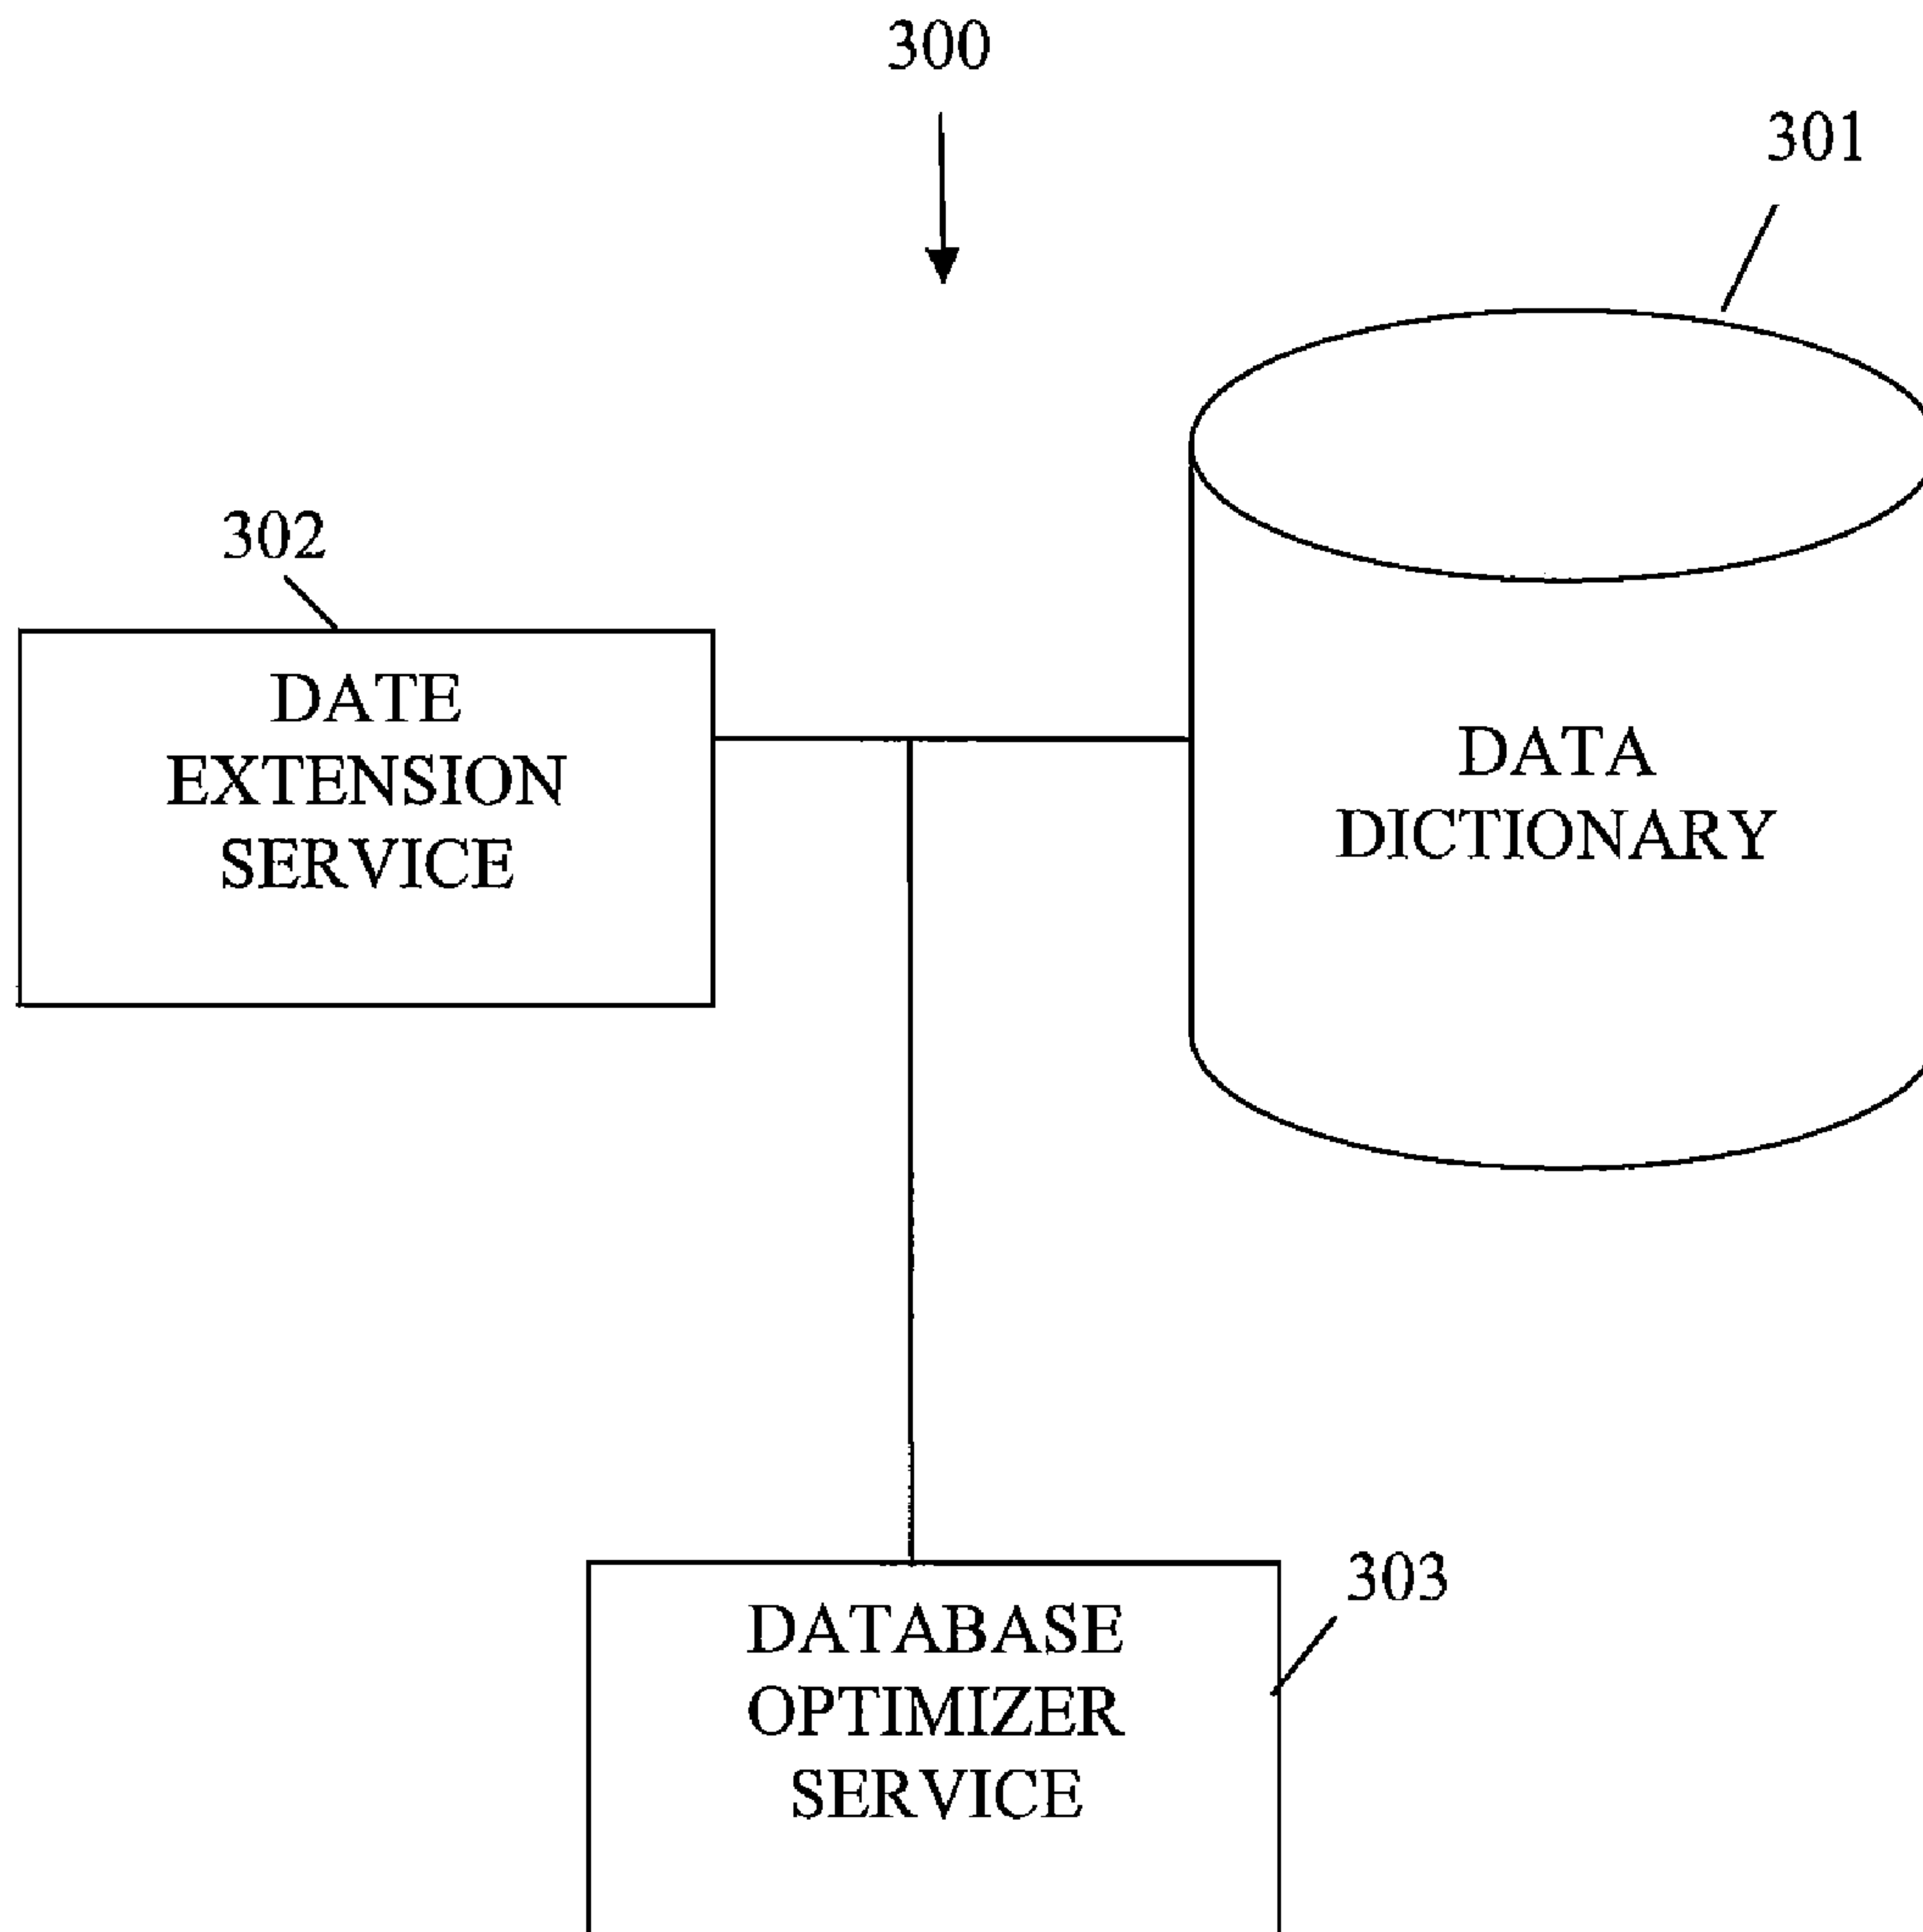 300
301
302
DATE
EXTENSION
SERVICE
DATA
DICTIONARY
303
DATABASE
OPTIMIZER
SERVICE